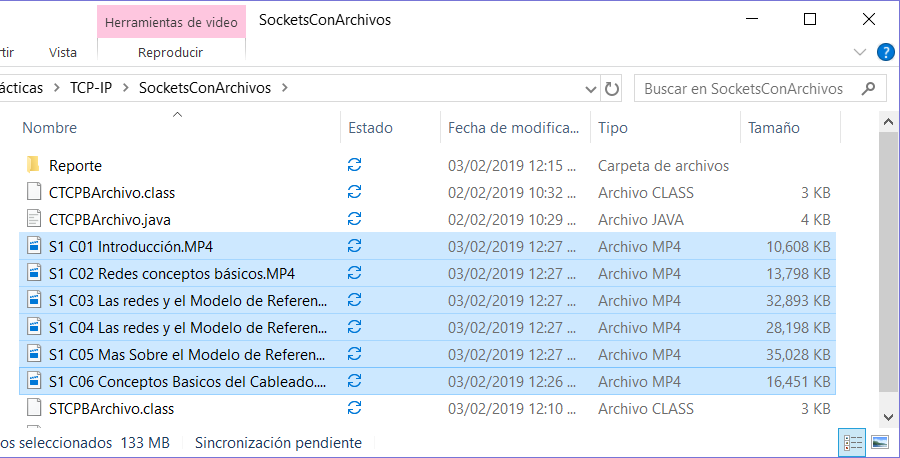 Herramientas de video SocketsConArchivos
rtir Vista Reproducir
ácticas > TCP-IP > SocketsConArchivos > Buscar en SocketsConArchivos
Nombre Estado Fecha de modifica... Tipo Tamaño
Reporte 03/02/2019 12:15 ... Carpeta de archivos
CTCPBArchivo.class 02/02/2019 10:32 ... Archivo CLASS 3 KB
CTCPBArchivo.java 02/02/2019 10:29 ... Archivo JAVA 4 KB
S1 C01 Introducción.MP4 03/02/2019 12:27 ... Archivo MP4 10,608 KB
S1 C02 Redes conceptos básicos.MP4 03/02/2019 12:27 ... Archivo MP4 13,798 KB
S1 C03 Las redes y el Modelo de Referen... 03/02/2019 12:27 ... Archivo MP4 32,893 KB
S1 C04 Las redes y el Modelo de Referen... 03/02/2019 12:27 ... Archivo MP4 28,198 KB
S1 C05 Mas Sobre el Modelo de Referen... 03/02/2019 12:27 ... Archivo MP4 35,028 KB
S1 C06 Conceptos Basicos del Cableado.... 03/02/2019 12:26 ... Archivo MP4 16,451 KB
STCPBArchivo.class 03/02/2019 12:10 ... Archivo CLASS 3 KB
os seleccionados 133 MB Sincronización pendiente